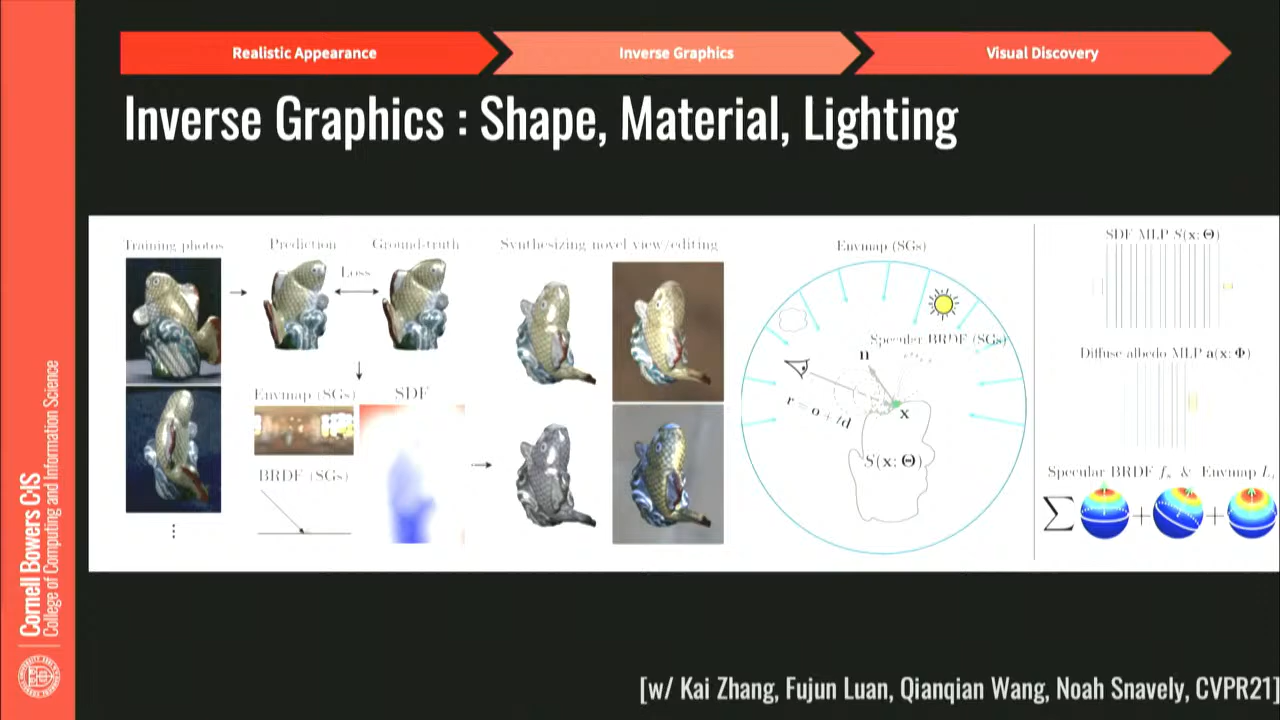 Realistic Appearance
Inverse Graphics
Visual Discovery
Inverse Graphics : Shape, Material, Lighting
Training photos
Prediction
Ground-truth
Loss
Envmap (SGs)
SDF
BRDF (SGs)
Synthesizing novel view/editing
Envmap (SGs)
Specular BRDF (SGs)
n
r = o + td
x
S(x; Θ)
SDF MLP S(x; Θ)
Diffuse albedo MLP a(x; Φ)
Specular BRDF fₛ & Envmap Lᵢ
∑ + +
[w/ Kai Zhang, Fujun Luan, Qianqian Wang, Noah Snavely, CVPR21]
Cornell Bowers CIS
College of Computing and Information Science